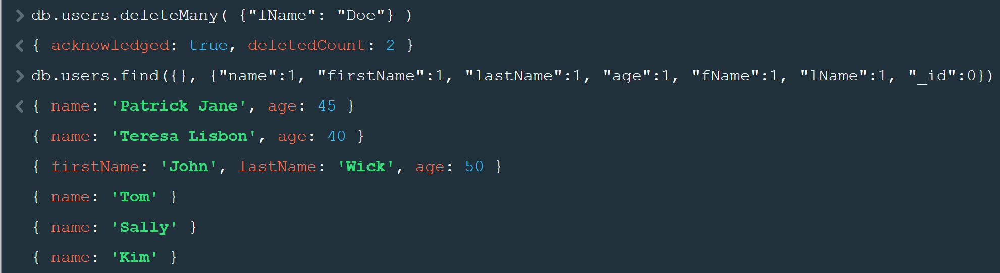 > db.users.deleteMany( {"lName": "Doe"} )
< { acknowledged: true, deletedCount: 2 }
> db.users.find({}, {"name":1, "firstName":1, "lastName":1, "age":1, "fName":1, "lName":1, "_id":0})
< { name: 'Patrick Jane', age: 45 }
{ name: 'Teresa Lisbon', age: 40 }
{ firstName: 'John', lastName: 'Wick', age: 50 }
{ name: 'Tom' }
{ name: 'Sally' }
{ name: 'Kim' }